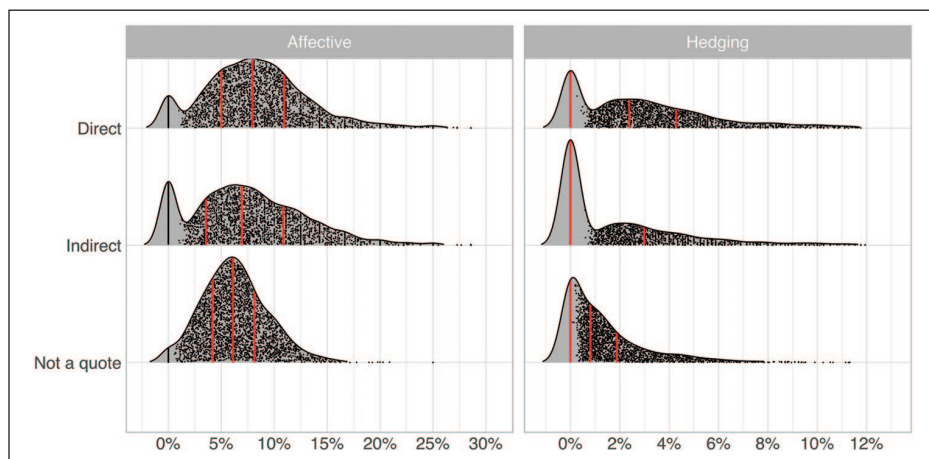 Affective
Hedging
Direct
Indirect
Not a quote
0% 5% 10% 15% 20% 25% 30%
0% 2% 4% 6% 8% 10% 12%